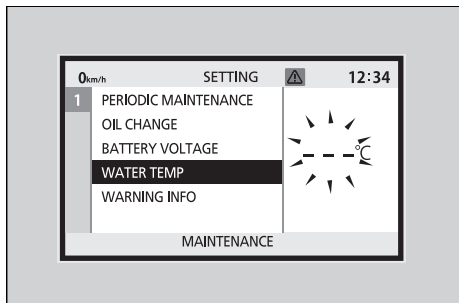 0km/h SETTING 12:34
1 PERIODIC MAINTENANCE
OIL CHANGE
BATTERY VOLTAGE
---°C
WATER TEMP
WARNING INFO
MAINTENANCE